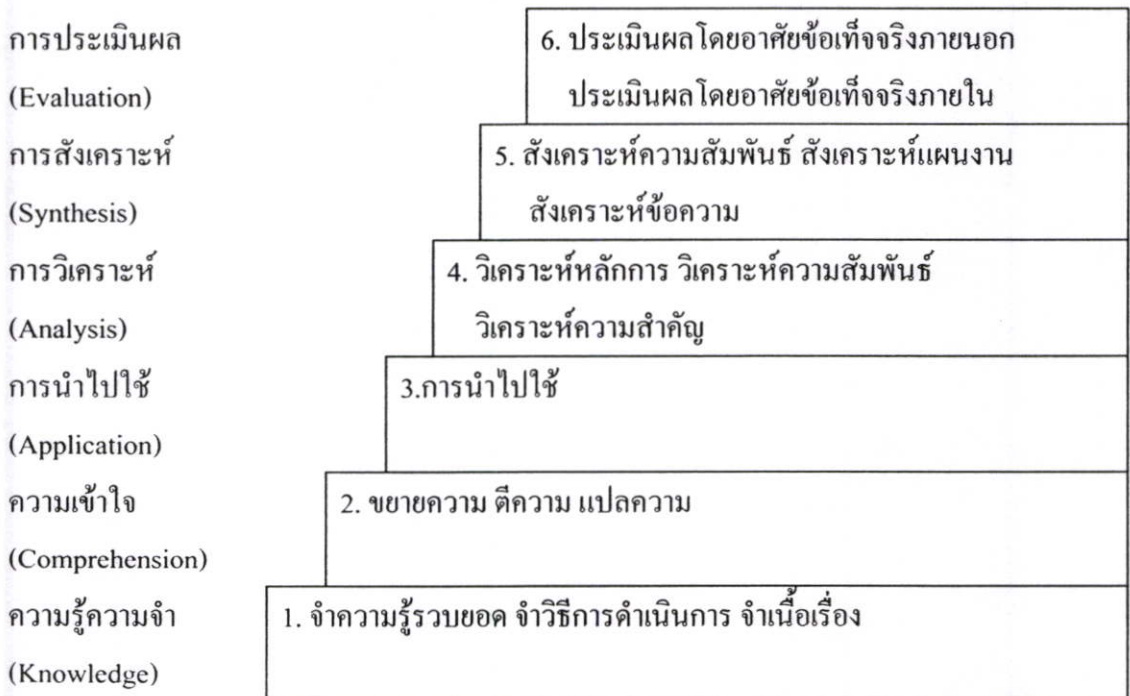 การประเมินผล 6. ประเมินผลโดยอาศัยข้อเท็จจริงภายนอก
(Evaluation) ประเมินผลโดยอาศัยข้อเท็จจริงภายใน
การสังเคราะห์ 5. สังเคราะห์ความสัมพันธ์ สังเคราะห์แผนงาน
(Synthesis) สังเคราะห์ข้อความ
การวิเคราะห์ 4. วิเคราะห์หลักการ วิเคราะห์ความสัมพันธ์
(Analysis) วิเคราะห์ความสำคัญ
การนำไปใช้ 3.การนำไปใช้
(Application)
ความเข้าใจ 2. ขยายความ ตีความ แปลความ
(Comprehension)
ความรู้ความจำ 1. จำความรู้รวบยอด จำวิธีการดำเนินการ จำเนื้อเรื่อง
(Knowledge)